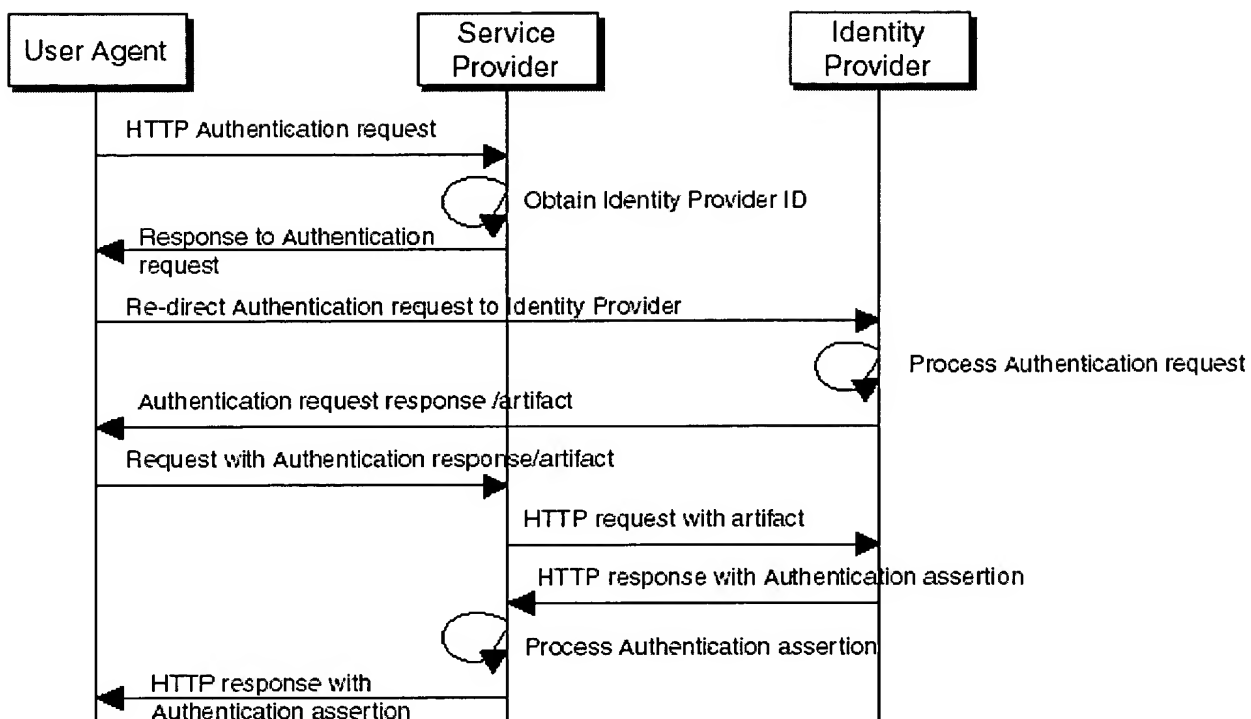 User Agent
Service
Provider
Identity
Provider
HTTP Authentication request
Obtain Identity Provider ID
Response to Authentication
request
Re-direct Authentication request to Identity Provider
Process Authentication request
Authentication request response /artifact
Request with Authentication response/artifact
HTTP request with artifact
HTTP response with Authentication assertion
Process Authentication assertion
HTTP response with
Authentication assertion